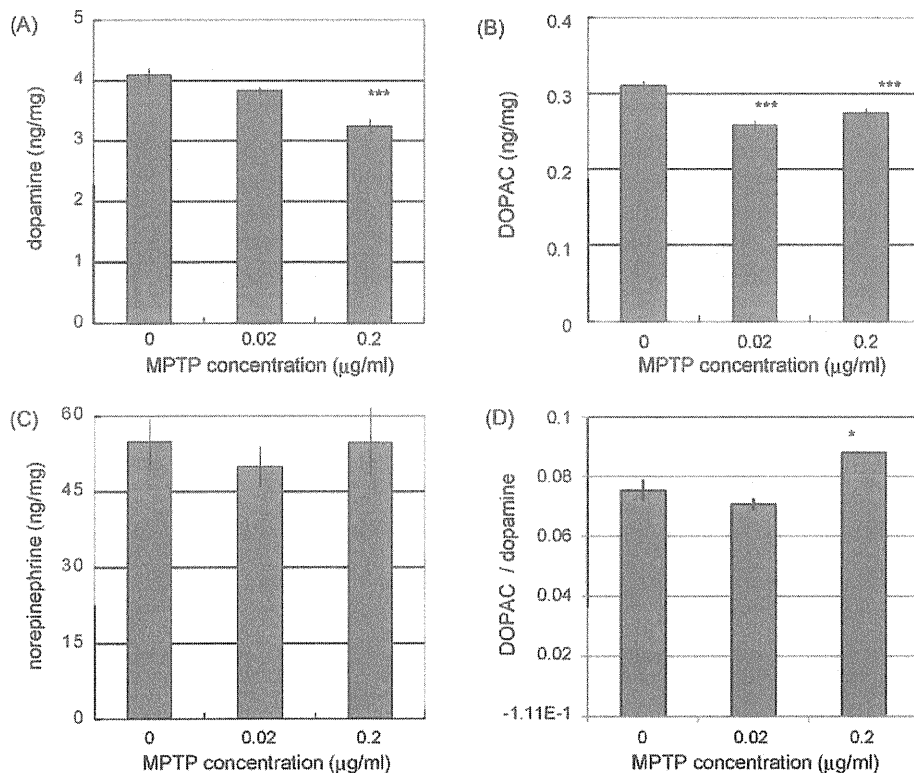 (A)
5
4
3
2
1
0
dopamine (ng/mg)
***
0 0.02 0.2
MPTP concentration (µg/ml)
(B)
0.4
0.3
0.2
0.1
0
DOPAC (ng/mg)
*** ***
0 0.02 0.2
MPTP concentration (µg/ml)
(C)
60
45
30
15
0
norepinephrine (ng/mg)
0 0.02 0.2
MPTP concentration (µg/ml)
(D)
0.1
0.08
0.06
0.04
0.02
-1.11E-1
DOPAC / dopamine
*
0 0.02 0.2
MPTP concentration (µg/ml)